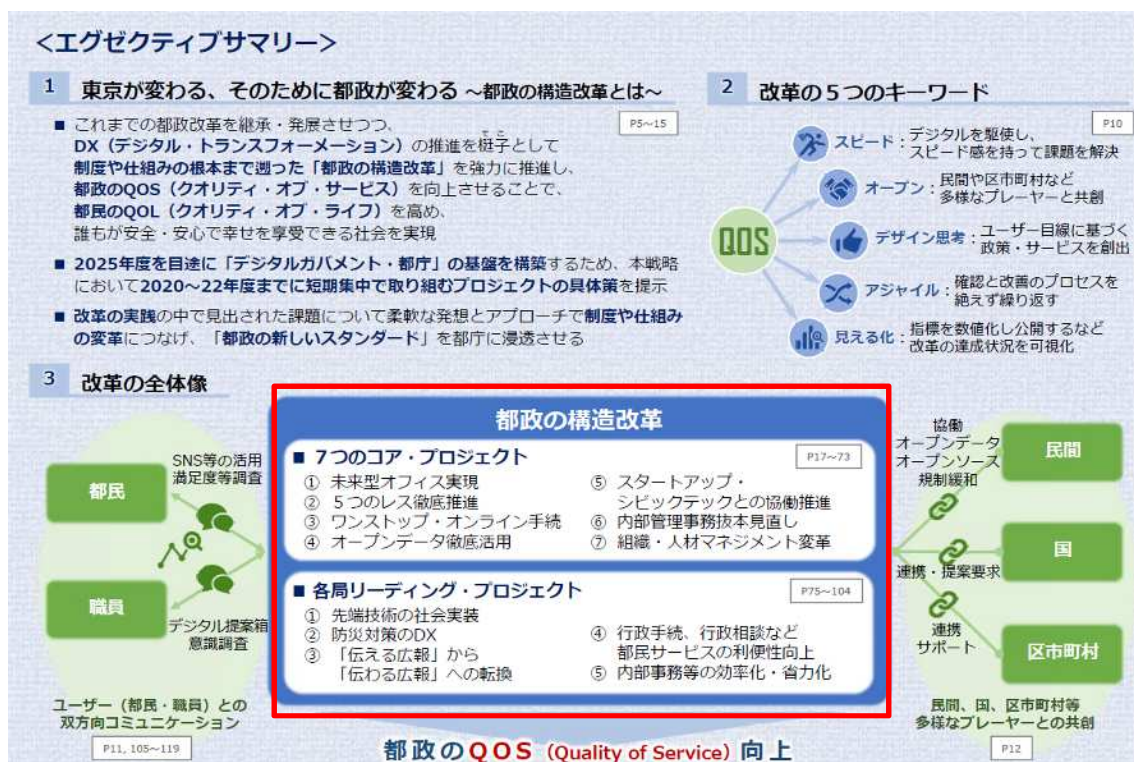 ＜エグゼクティブサマリー＞
1 東京が変わる、そのために都政が変わる ～都政の構造改革とは～
P5～15
■ これまでの都政改革を継承・発展させつつ、
DX（デジタル・トランスフォーメーション）の推進を梃子として
てこ
制度や仕組みの根本まで遡った「都政の構造改革」を強力に推進し、
都政のQOS（クオリティ・オブ・サービス）を向上させることで、
都民のQOL（クオリティ・オブ・ライフ）を高め、
誰もが安全・安心で幸せを享受できる社会を実現
■ 2025年度を目途に「デジタルガバメント・都庁」の基盤を構築するため、本戦略
において2020～22年度までに短期集中で取り組むプロジェクトの具体策を提示
■ 改革の実践の中で見出された課題について柔軟な発想とアプローチで制度や仕組み
の変革につなげ、「都政の新しいスタンダード」を都庁に浸透させる
2 改革の５つのキーワード
P10
QOS
スピード：デジタルを駆使し、
スピード感を持って課題を解決
オープン：民間や区市町村など
多様なプレーヤーと共創
デザイン思考：ユーザー目線に基づく
政策・サービスを創出
アジャイル：確認と改善のプロセスを
絶えず繰り返す
見える化：指標を数値化し公開するなど
改革の達成状況を可視化
3 改革の全体像
都民
SNS等の活用
満足度等調査
職員
デジタル提案箱
意識調査
ユーザー（都民・職員）との
双方向コミュニケーション
P11, 105～119
都政の構造改革
■ ７つのコア・プロジェクト
P17～73
① 未来型オフィス実現
② ５つのレス徹底推進
③ ワンストップ・オンライン手続
④ オープンデータ徹底活用
⑤ スタートアップ・
シビックテックとの協働推進
⑥ 内部管理事務抜本見直し
⑦ 組織・人材マネジメント変革
■ 各局リーディング・プロジェクト
P75～104
① 先端技術の社会実装
② 防災対策のDX
③ 「伝える広報」から
「伝わる広報」への転換
④ 行政手続、行政相談など
都民サービスの利便性向上
⑤ 内部事務等の効率化・省力化
協働
オープンデータ
オープンソース
規制緩和
民間
連携・提案要求
国
連携
サポート
区市町村
民間、国、区市町村等
多様なプレーヤーとの共創
P12
都政のQOS（Quality of Service）向上